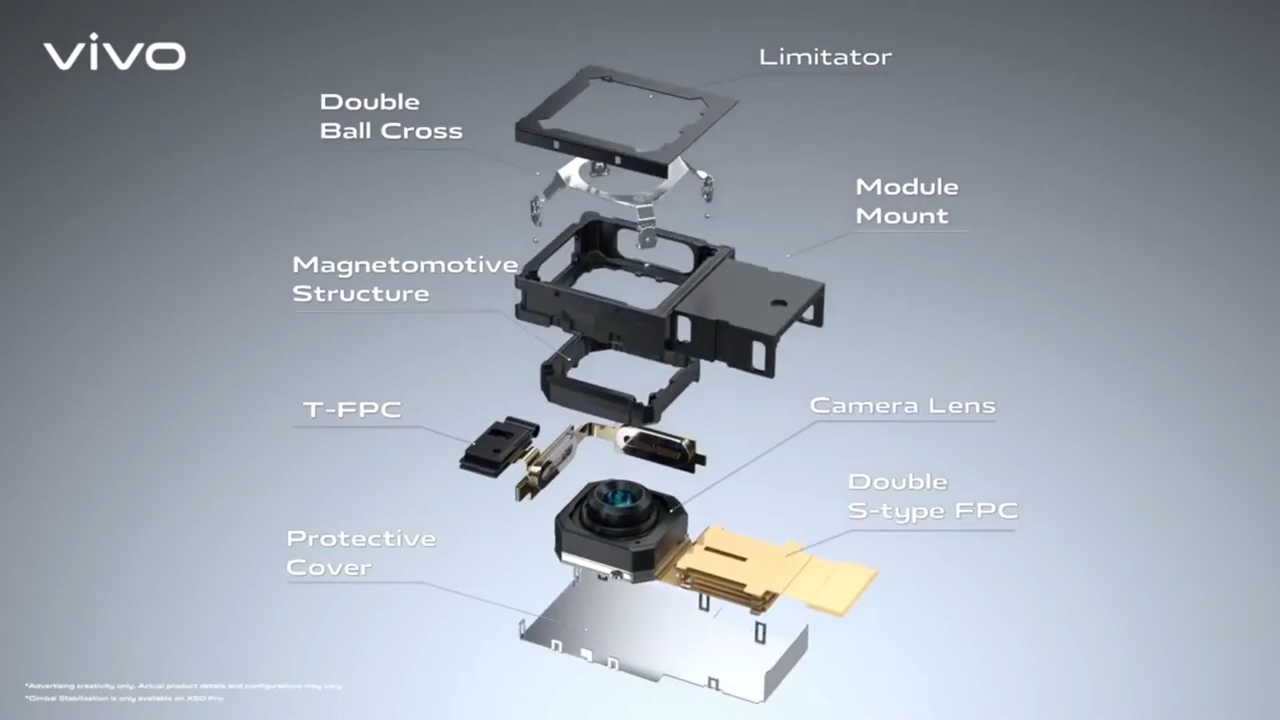 vivo
Limitator
Double
Ball Cross
Module
Mount
Magnetomotive
Structure
T-FPC
Camera Lens
Double
S-type FPC
Protective
Cover
*Advertising creativity only. Actual product details and configurations may vary.
*Gimbal Stabilization is only available on X50 Pro.